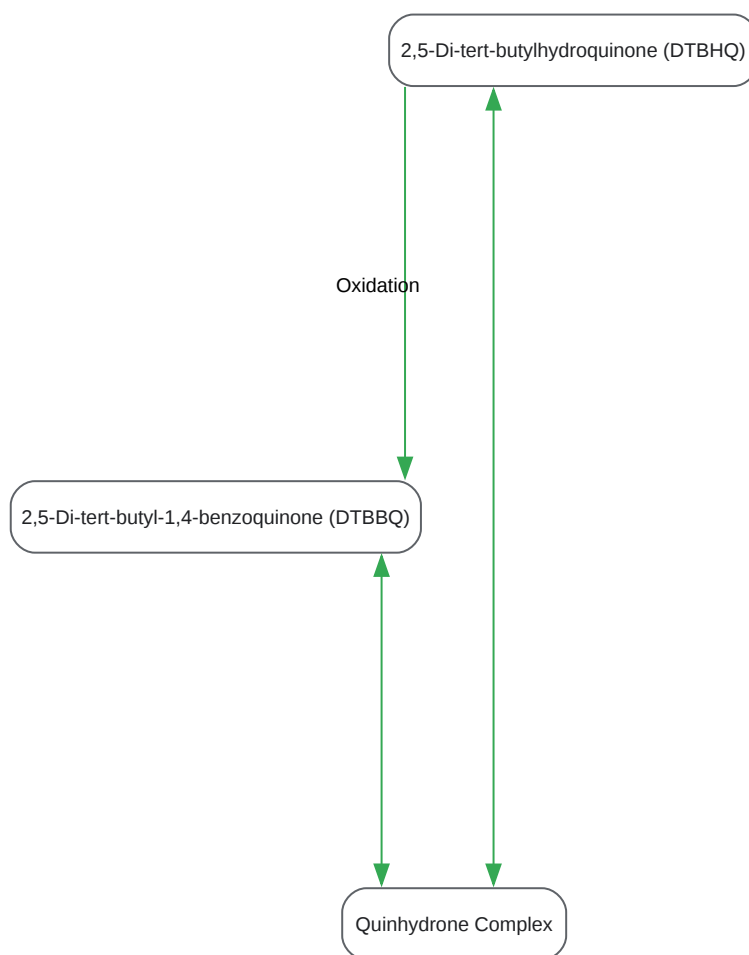 2,5-Di-tert-butylhydroquinone (DTBHQ)
Oxidation
2,5-Di-tert-butyl-1,4-benzoquinone (DTBBQ)
Quinhydrone Complex